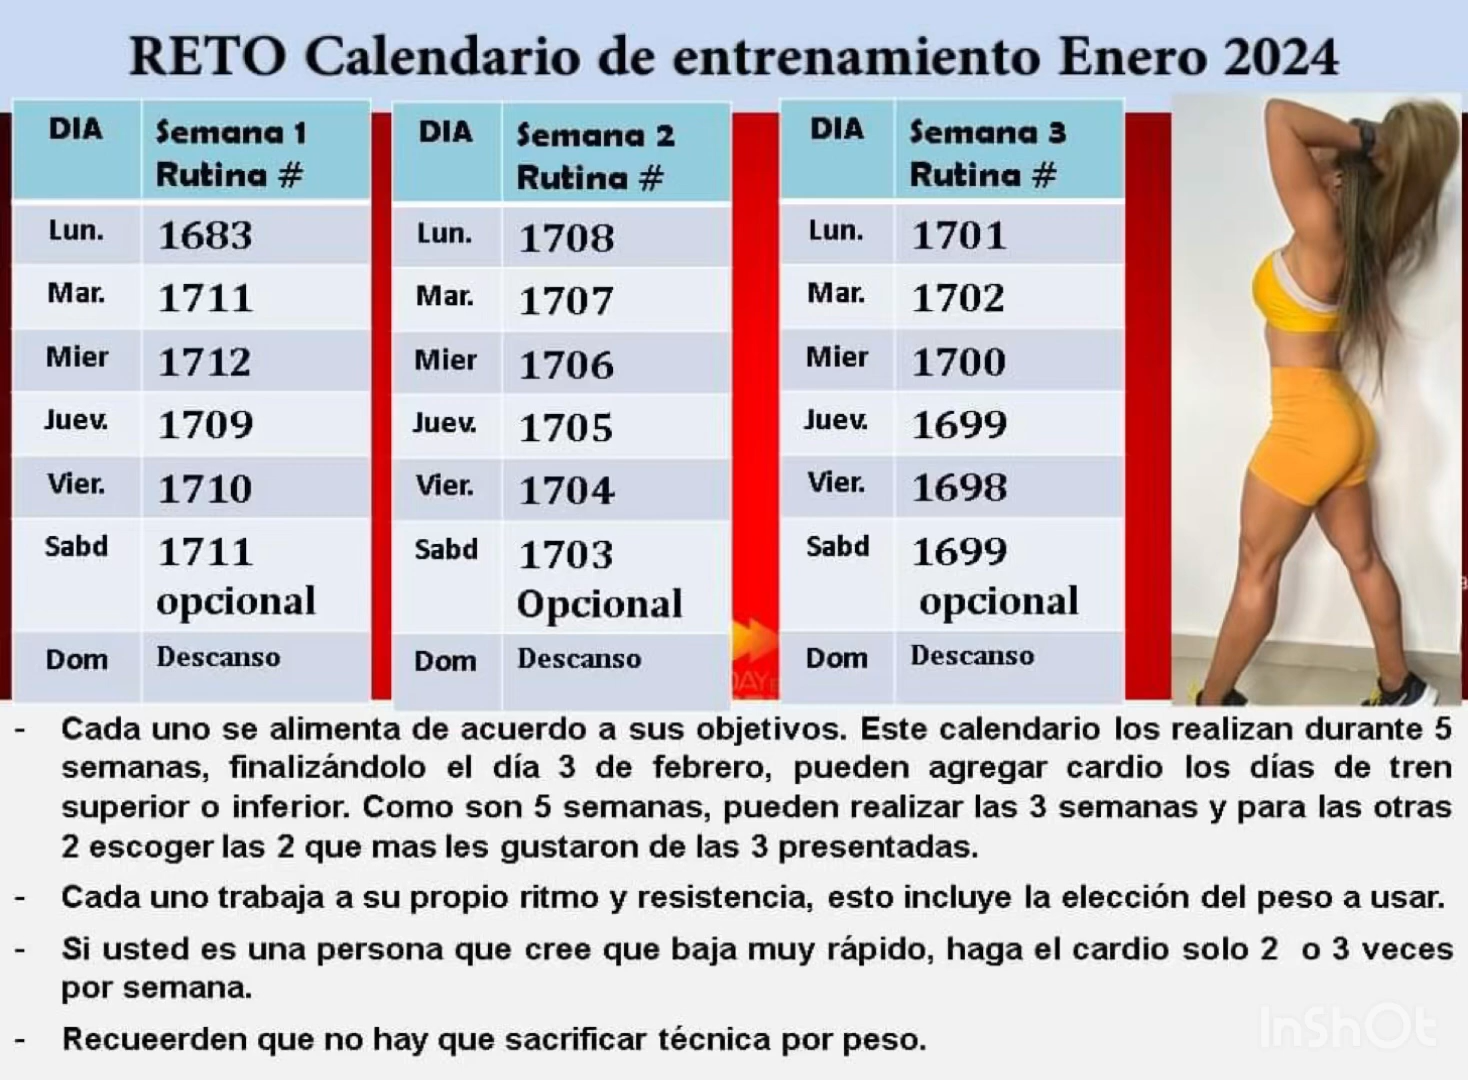 RETO Calendario de entrenamiento Enero 2024
DIA Semana 1
Rutina #
Lun. 1683
Mar. 1711
Mier 1712
Juev. 1709
Vier. 1710
Sabd 1711
opcional
Dom Descanso
DIA Semana 2
Rutina #
Lun. 1708
Mar. 1707
Mier 1706
Juev. 1705
Vier. 1704
Sabd 1703
Opcional
Dom Descanso
DIA Semana 3
Rutina #
Lun. 1701
Mar. 1702
Mier 1700
Juev. 1699
Vier. 1698
Sabd 1699
opcional
Dom Descanso
- Cada uno se alimenta de acuerdo a sus objetivos. Este calendario los realizan durante 5
semanas, finalizándolo el día 3 de febrero, pueden agregar cardio los días de tren
superior o inferior. Como son 5 semanas, pueden realizar las 3 semanas y para las otras
2 escoger las 2 que mas les gustaron de las 3 presentadas.
- Cada uno trabaja a su propio ritmo y resistencia, esto incluye la elección del peso a usar.
- Si usted es una persona que cree que baja muy rápido, haga el cardio solo 2 o 3 veces
por semana.
- Recueerden que no hay que sacrificar técnica por peso.
InShOt